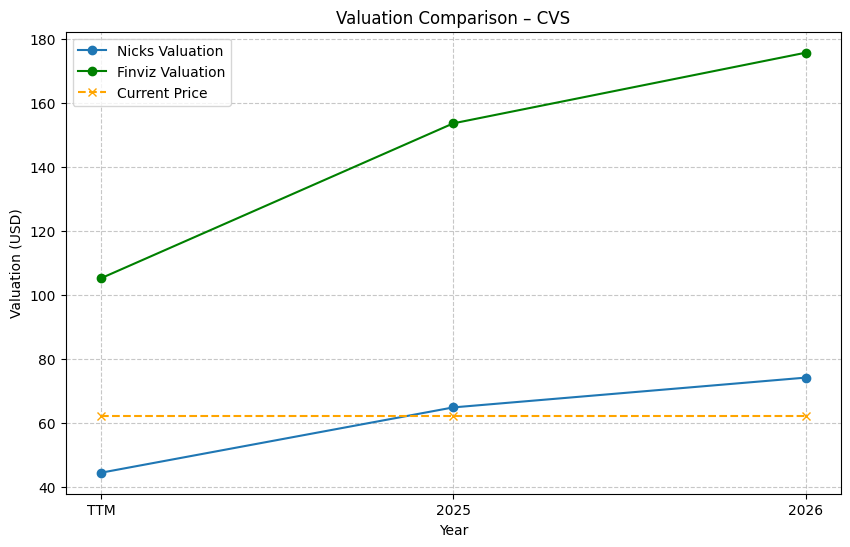 Valuation Comparison – CVS
Nicks Valuation
Finviz Valuation
Current Price
Valuation (USD)
180
160
140
120
100
80
60
40
TTM
2025
2026
Year